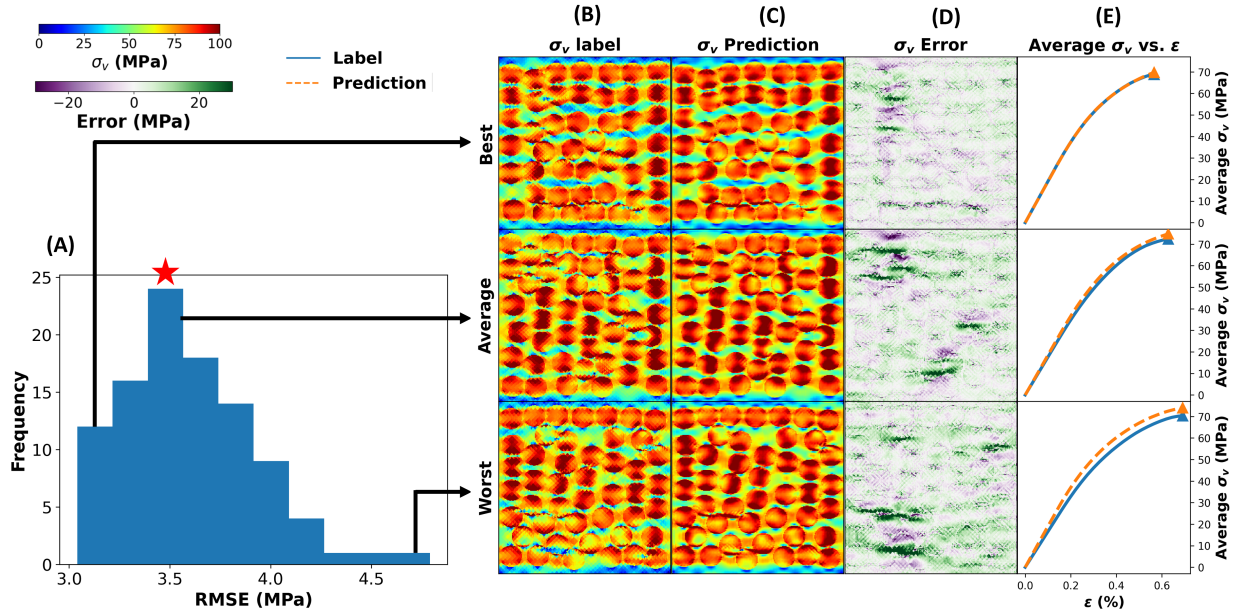 (B) (C) (D) (E)
0 25 50 75 100
σᵥ (MPa)
−20 0 20
Error (MPa)
Label
Prediction
σᵥ label σᵥ Prediction σᵥ Error Average σᵥ vs. ε
Best
70
60
50
40
30
20
10
0
Average σᵥ (MPa)
Average
70
60
50
40
30
20
10
0
Average σᵥ (MPa)
Worst
70
60
50
40
30
20
10
0
Average σᵥ (MPa)
0.0 0.2 0.4 0.6
ε (%)
(A)
25
20
15
10
5
0
Frequency
3.0 3.5 4.0 4.5
RMSE (MPa)